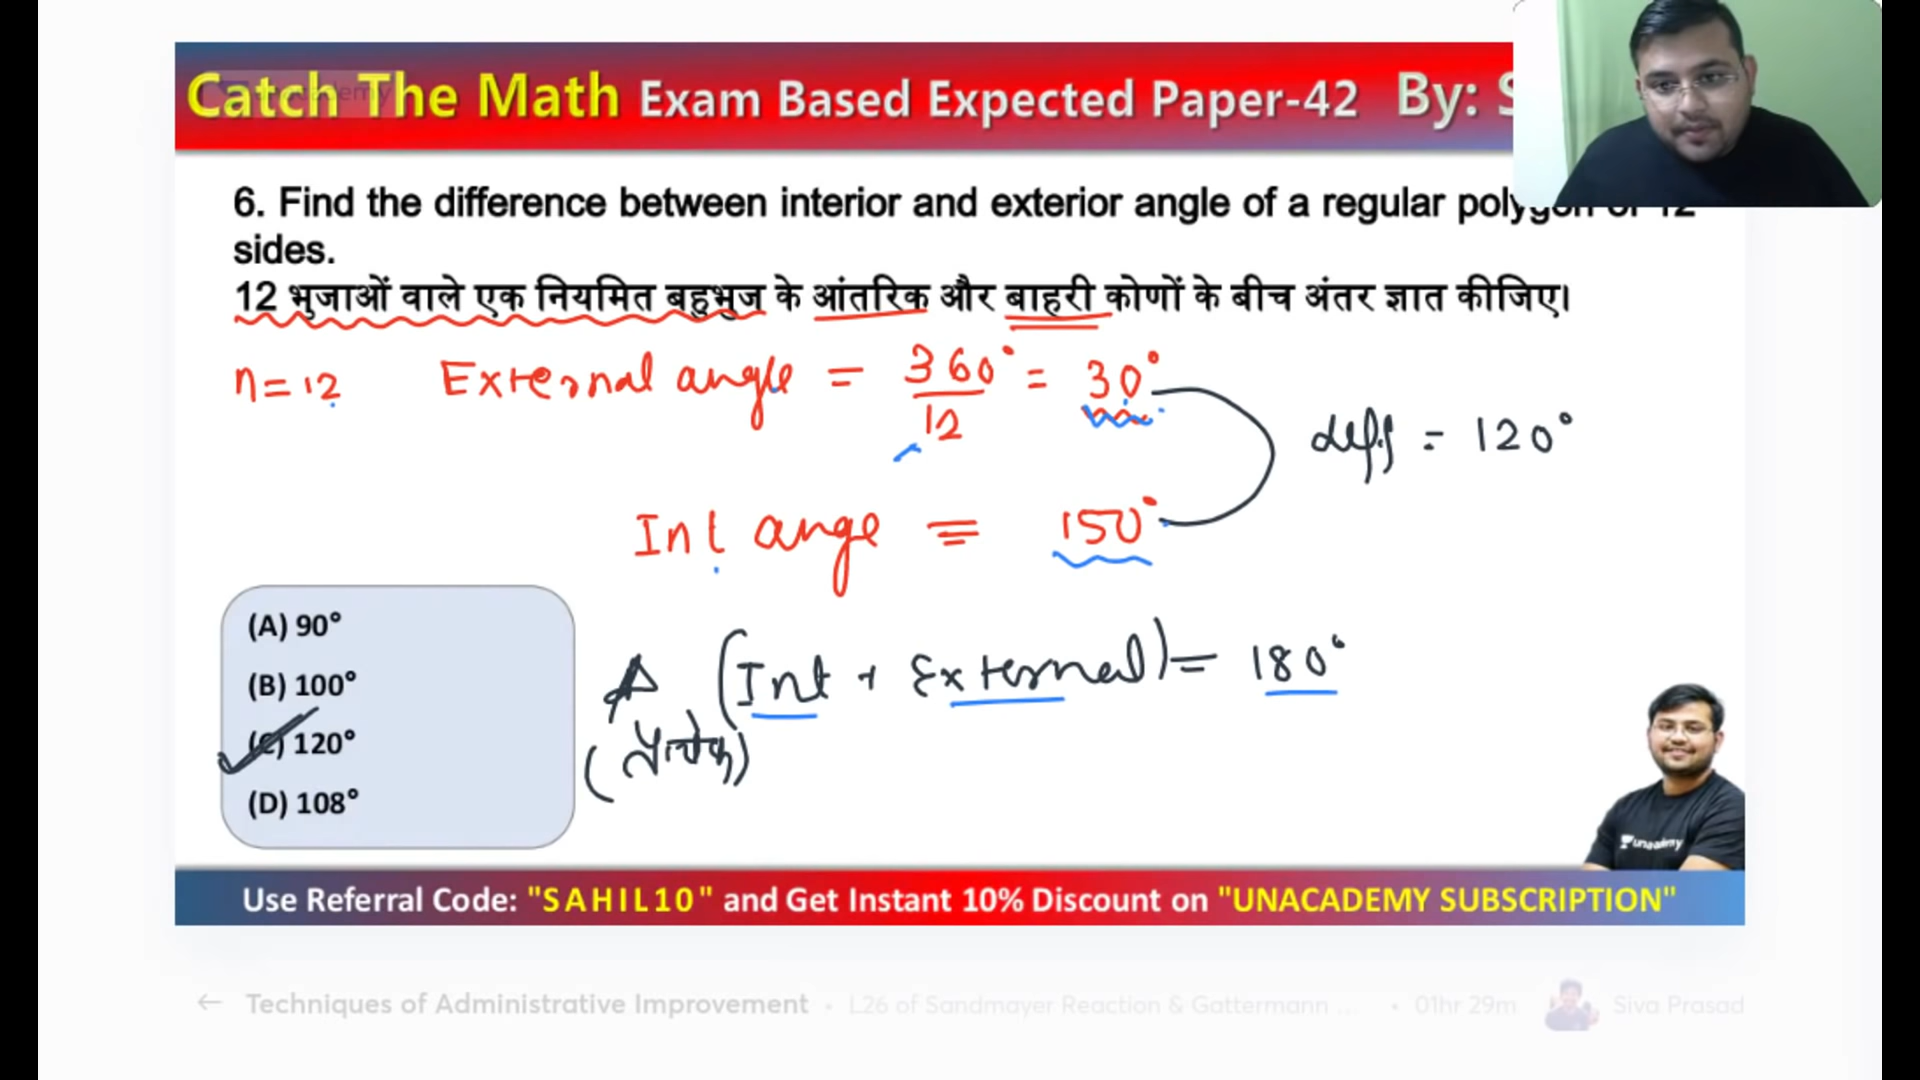 Catch The Math Exam Based Expected Paper-42 By: S
6. Find the difference between interior and exterior angle of a regular polygon of 12
sides.
12 भुजाओं वाले एक नियमित बहुभुज के आंतरिक और बाहरी कोणों के बीच अंतर ज्ञात कीजिए।
n=12 External angle = 360°/12 = 30°
diff = 120°
Int ange = 150°
(A) 90°
(B) 100°
(C) 120°
(D) 108°
(Int + External) = 180°
unacademy
Use Referral Code: "SAHIL10" and Get Instant 10% Discount on "UNACADEMY SUBSCRIPTION"
← Techniques of Administrative Improvement • L26 of Sandmayer Reaction & Gattermann ... • 01hr 29m Siva Prasad